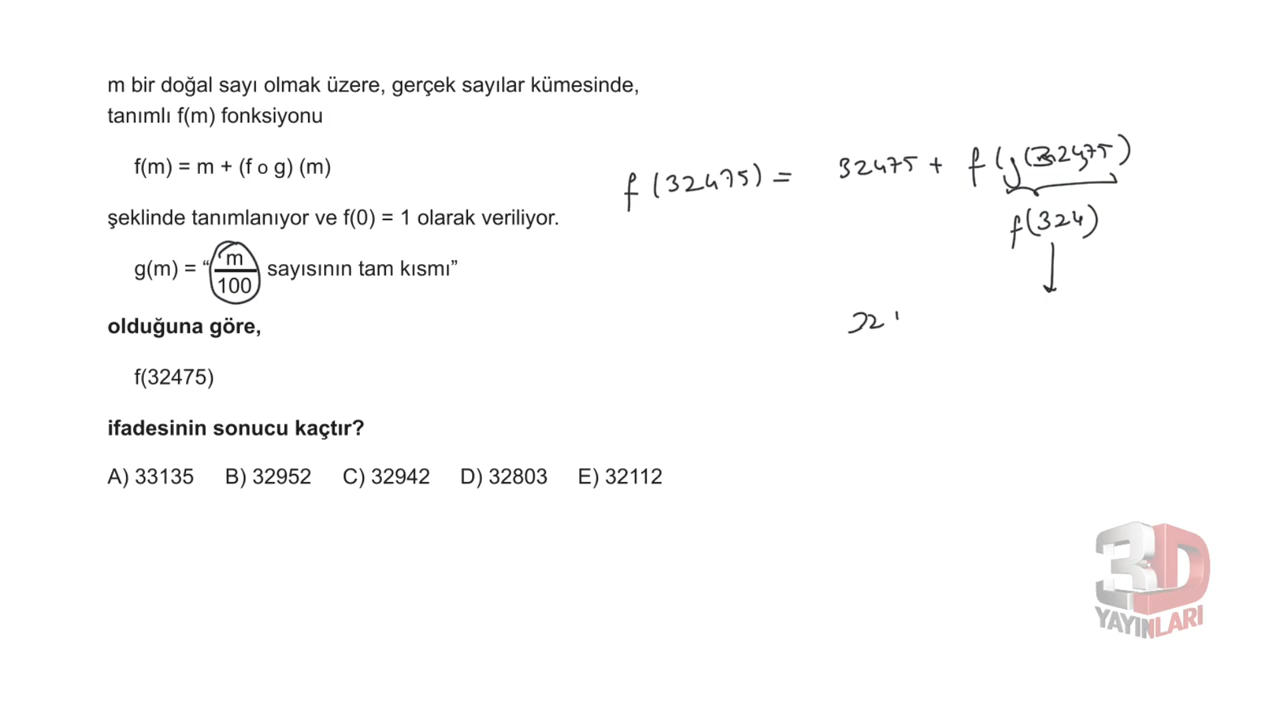 m bir doğal sayı olmak üzere, gerçek sayılar kümesinde,
tanımlı f(m) fonksiyonu
f(m) = m + (f o g) (m)
şeklinde tanımlanıyor ve f(0) = 1 olarak veriliyor.
g(m) = “m/100 sayısının tam kısmı”
olduğuna göre,
f(32475)
ifadesinin sonucu kaçtır?
A) 33135 B) 32952 C) 32942 D) 32803 E) 32112
f(32475) = 32475 + f(g(32475)
f(324)
32
3D
YAYINLARI